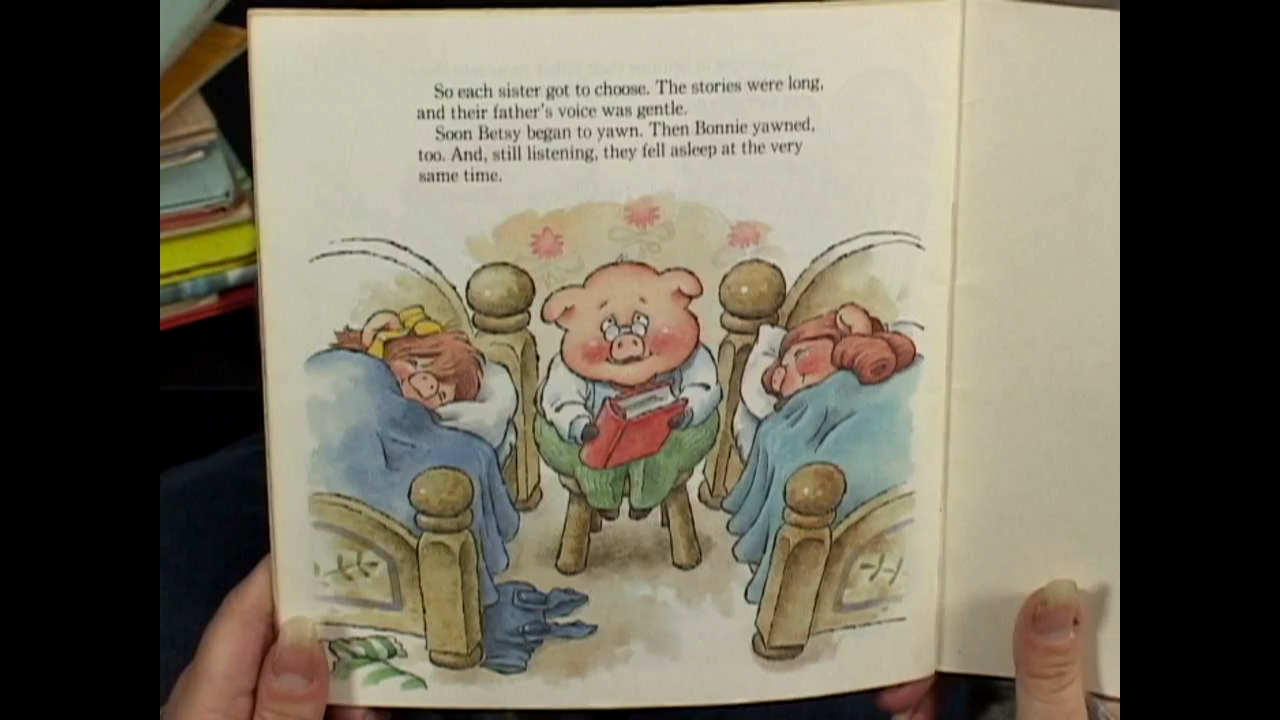 So each sister got to choose. The stories were long,
and their father's voice was gentle.
Soon Betsy began to yawn. Then Bonnie yawned,
too. And, still listening, they fell asleep at the very
same time.